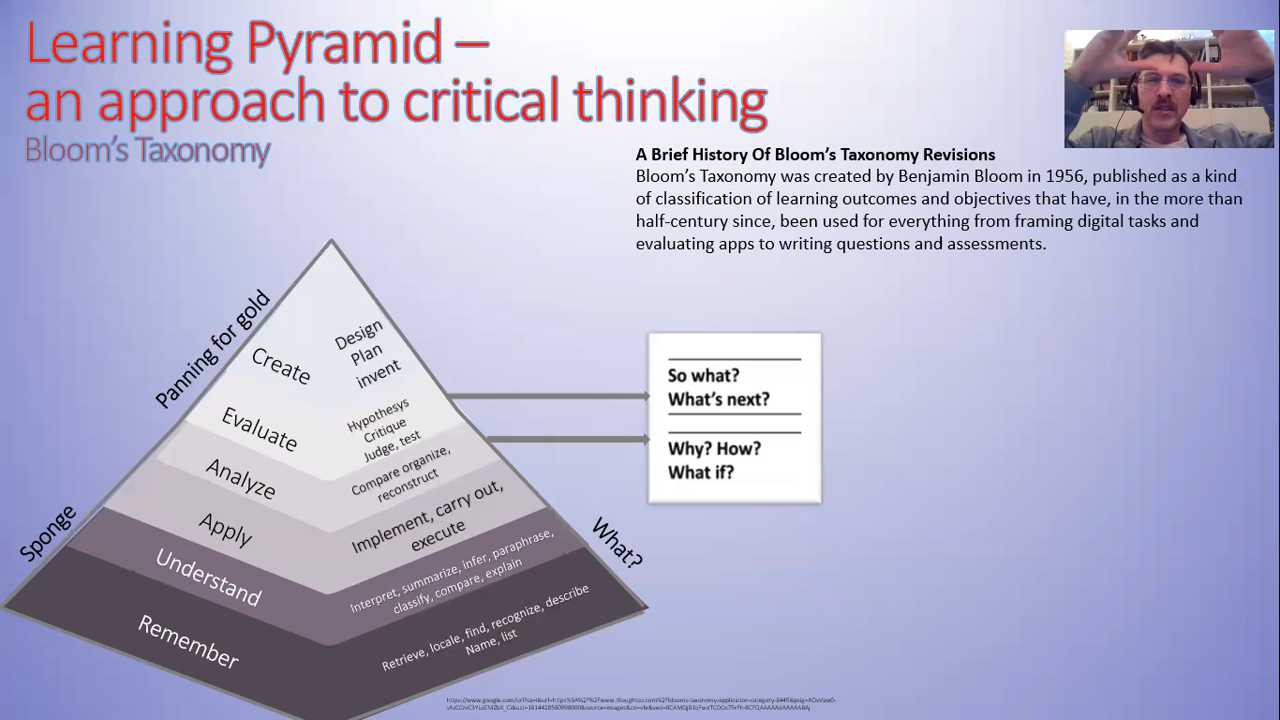 Learning Pyramid –
an approach to critical thinking
Bloom's Taxonomy
A Brief History Of Bloom's Taxonomy Revisions
Bloom's Taxonomy was created by Benjamin Bloom in 1956, published as a kind
of classification of learning outcomes and objectives that have, in the more than
half-century since, been used for everything from framing digital tasks and
evaluating apps to writing questions and assessments.
Panning for gold
Sponge
What?
Create
Design
Plan
invent
Evaluate
Hypothesys
Critique
Judge, test
Analyze
Compare organize,
reconstruct
Apply
Implement, carry out,
execute
Understand
Interpret, summarize, infer, paraphrase,
classify, compare, explain
Remember
Retrieve, locale, find, recognize, describe
Name, list
So what?
What's next?
Why? How?
What if?